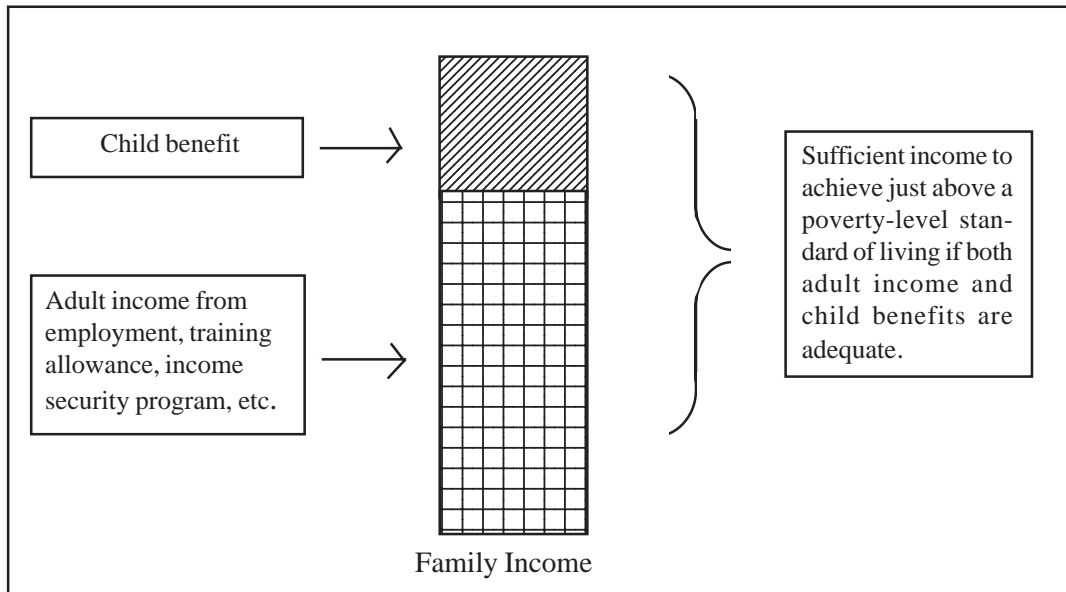 Child benefit
Adult income from
employment, training
allowance, income
security program, etc.
Sufficient income to
achieve just above a
poverty-level stan-
dard of living if both
adult income and
child benefits are
adequate.
Family Income